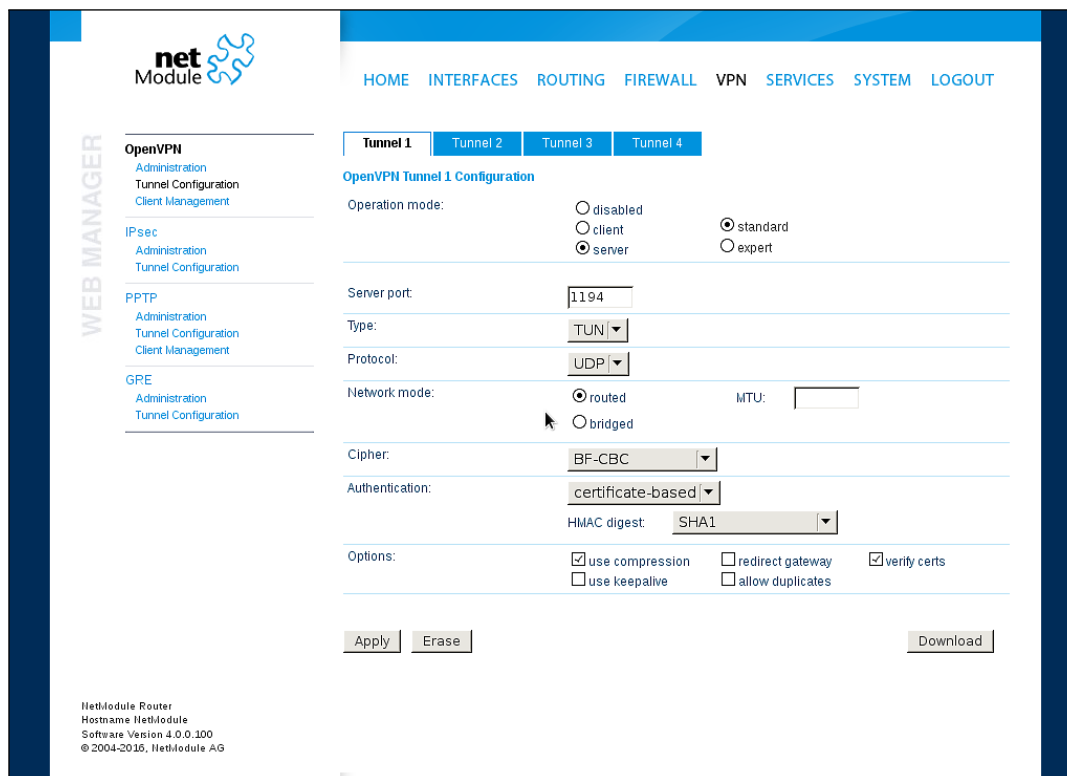 net
Module
HOME INTERFACES ROUTING FIREWALL VPN SERVICES SYSTEM LOGOUT
WEB MANAGER
OpenVPN
Administration
Tunnel Configuration
Client Management
IPsec
Administration
Tunnel Configuration
PPTP
Administration
Tunnel Configuration
Client Management
GRE
Administration
Tunnel Configuration
Tunnel 1 Tunnel 2 Tunnel 3 Tunnel 4
OpenVPN Tunnel 1 Configuration
Operation mode:
disabled
client
server
standard
expert
Server port: 1194
Type: TUN
Protocol: UDP
Network mode: routed MTU:
bridged
Cipher: BF-CBC
Authentication: certificate-based
HMAC digest: SHA1
Options: use compression redirect gateway verify certs
use keepalive allow duplicates
Apply Erase Download
NetModule Router
Hostname NetModule
Software Version 4.0.0.100
© 2004-2016, NetModule AG